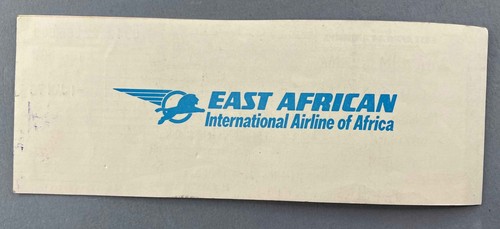 EAST AFRICAN
International Airline of Africa